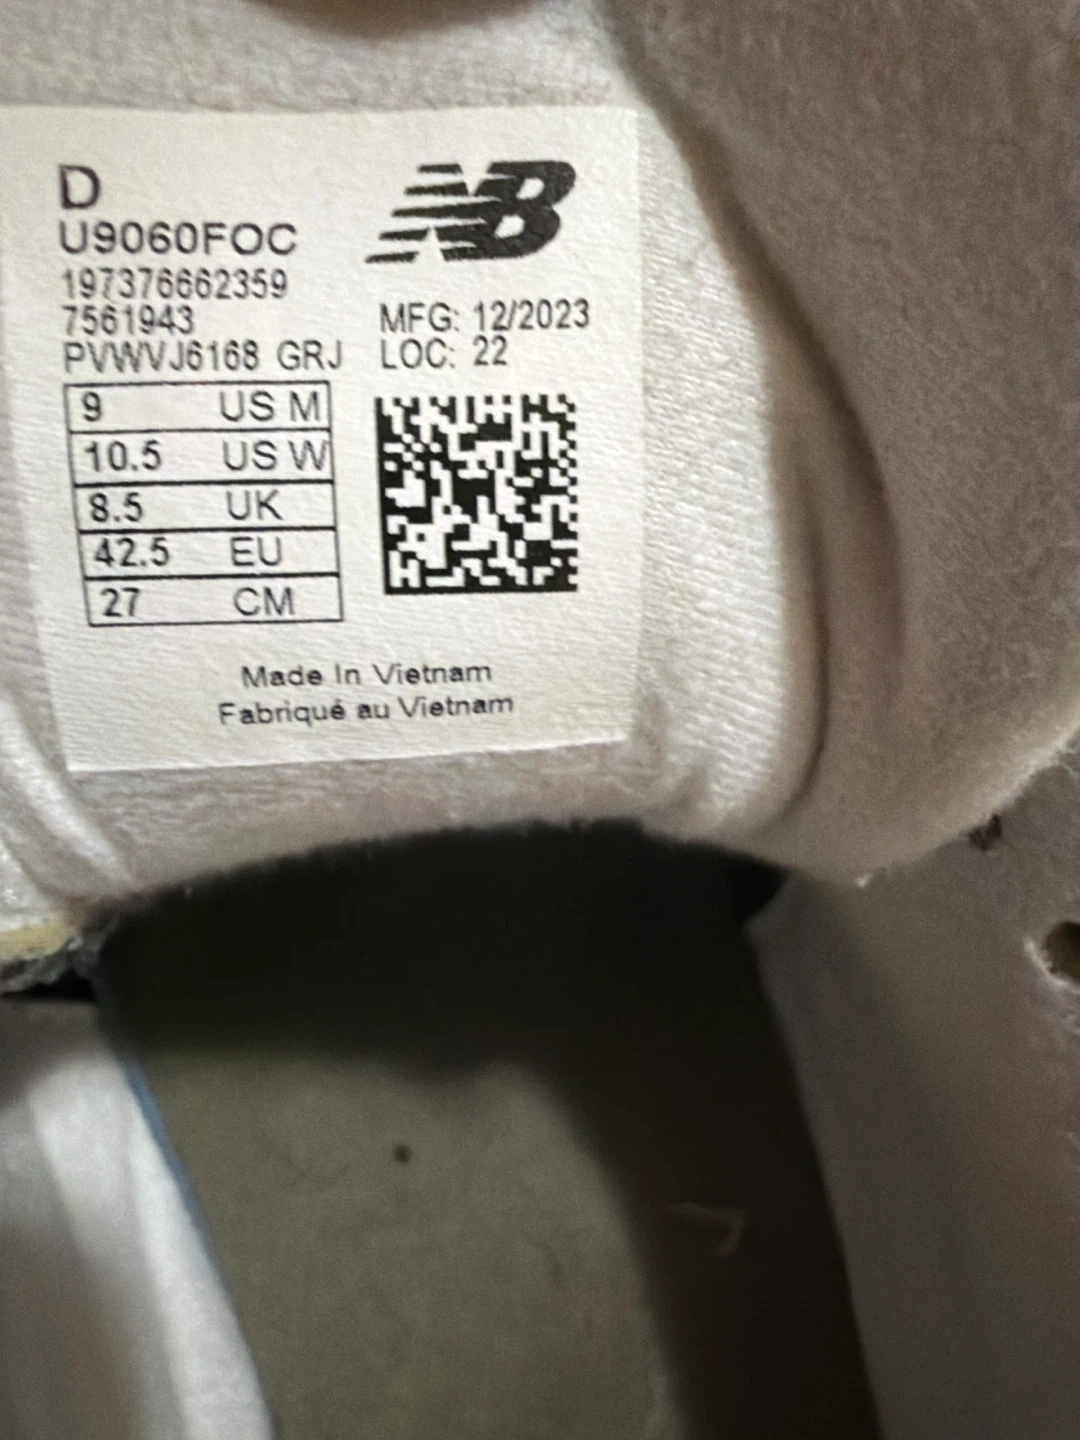 D
U9060FOC
197376662359
7561943
PVWVJ6168 GRJ
NB
MFG: 12/2023
LOC: 22
9 US M
10.5 US W
8.5 UK
42.5 EU
27 CM
Made In Vietnam
Fabriqué au Vietnam